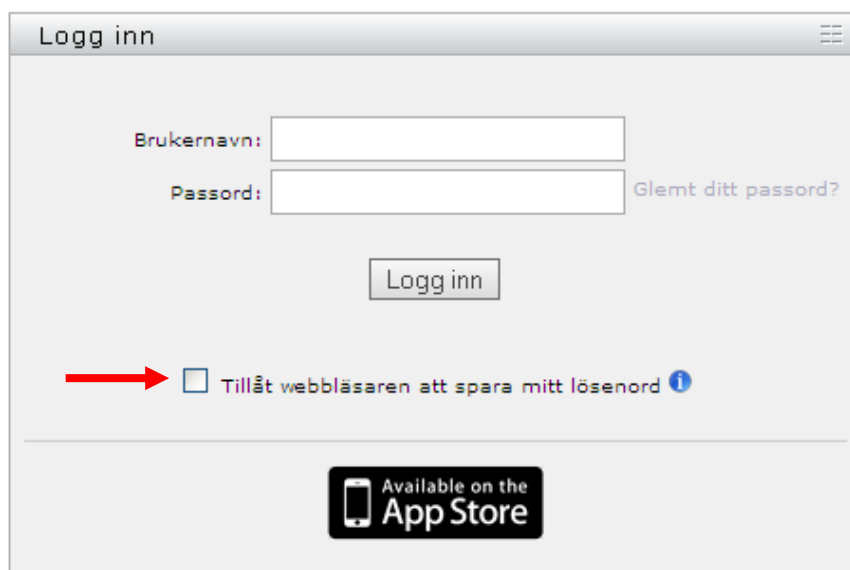 Logg inn
Brukernavn:
Passord:
Glemt ditt passord?
Logg inn
Tillåt webbläsaren att spara mitt lösenord
Available on the
App Store